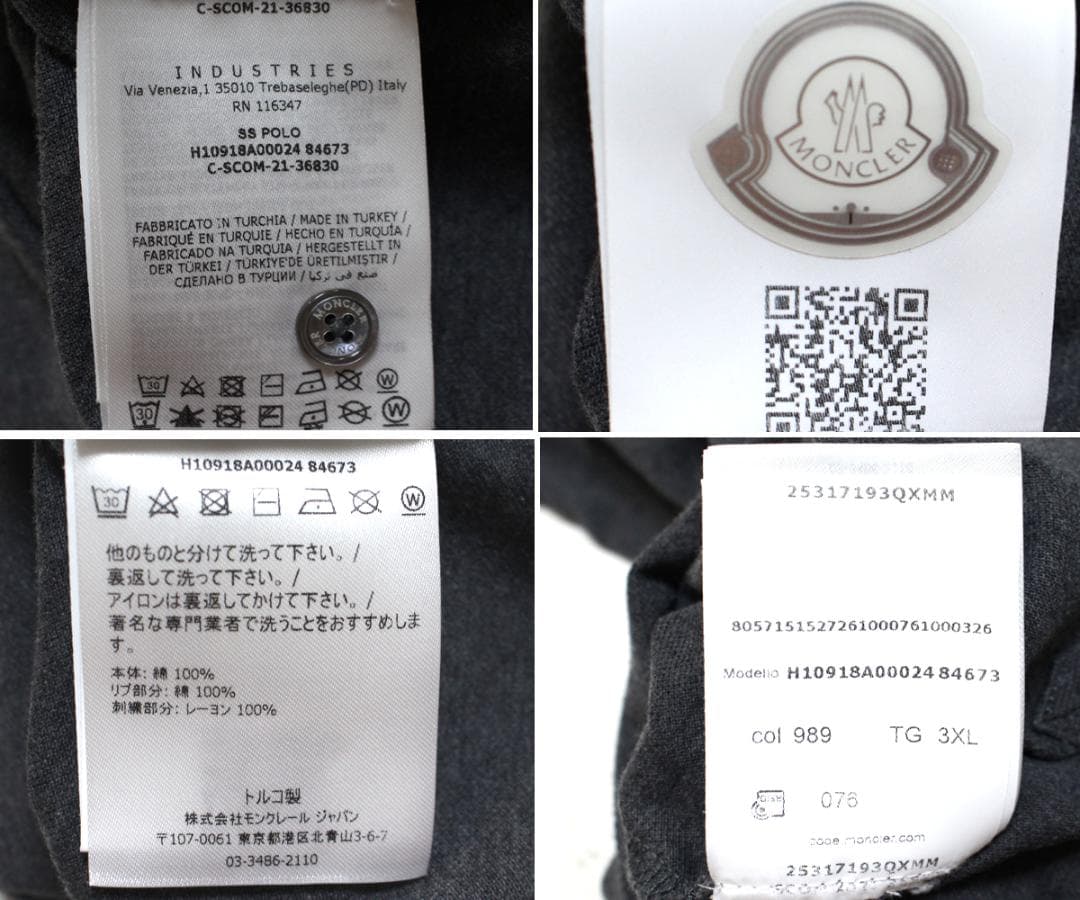 C-SCOM-21-36830
INDUSTRIES
Via Venezia,1 35010 Trebaseleghe(PD) Italy
RN 116347
SS POLO
H10918A00024 84673
C-SCOM-21-36830
FABBRICATO IN TURCHIA / MADE IN TURKEY /
FABRIQUÉ EN TURQUIE / HECHO EN TURQUÍA /
FABRICADO NA TURQUIA / HERGESTELLT IN
DER TÜRKEI / TÜRKİYE'DE ÜRETİLMİŞTİR /
СДЕЛАНО В ТУРЦИИ / صنع في تركيا
MONCLER
30
W
30
W
MONCLER
H10918A00024 84673
30
W
他のものと分けて洗って下さい。/
裏返して洗って下さい。/
アイロンは裏返してかけて下さい。/
著名な専門業者で洗うことをおすすめしま
す。
本体: 綿 100%
リブ部分: 綿 100%
刺繍部分: レーヨン 100%
トルコ製
株式会社モンクレール ジャパン
〒107-0061 東京都港区北青山3-6-7
03-3486-2110
25317193QXMM
8057151527261000761000326
Modello H10918A00024 84673
col 989 TG 3XL
076
code.moncler.com
25317193QXMM